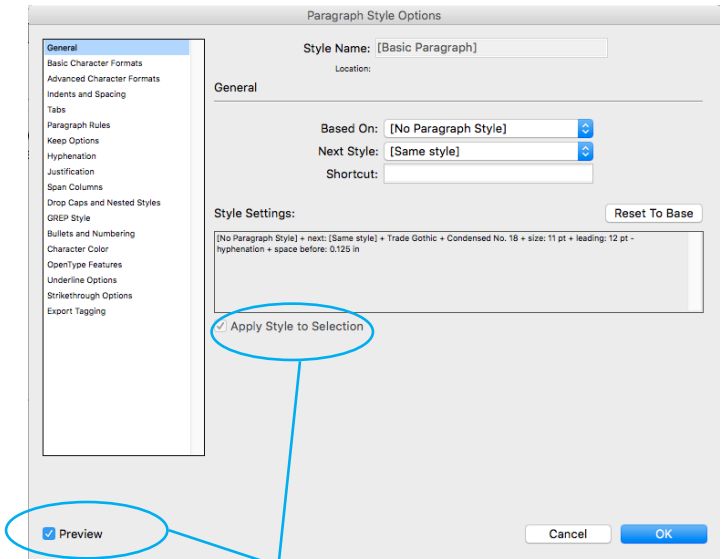 Paragraph Style Options
General
Basic Character Formats
Advanced Character Formats
Indents and Spacing
Tabs
Paragraph Rules
Keep Options
Hyphenation
Justification
Span Columns
Drop Caps and Nested Styles
GREP Style
Bullets and Numbering
Character Color
OpenType Features
Underline Options
Strikethrough Options
Export Tagging
Style Name: [Basic Paragraph]
Location:
General
Based On: [No Paragraph Style]
Next Style: [Same style]
Shortcut:
Style Settings: Reset To Base
[No Paragraph Style] + next: [Same style] + Trade Gothic + Condensed No. 18 + size: 11 pt + leading: 12 pt -
hyphenation + space before: 0.125 in
Apply Style to Selection
Preview Cancel OK